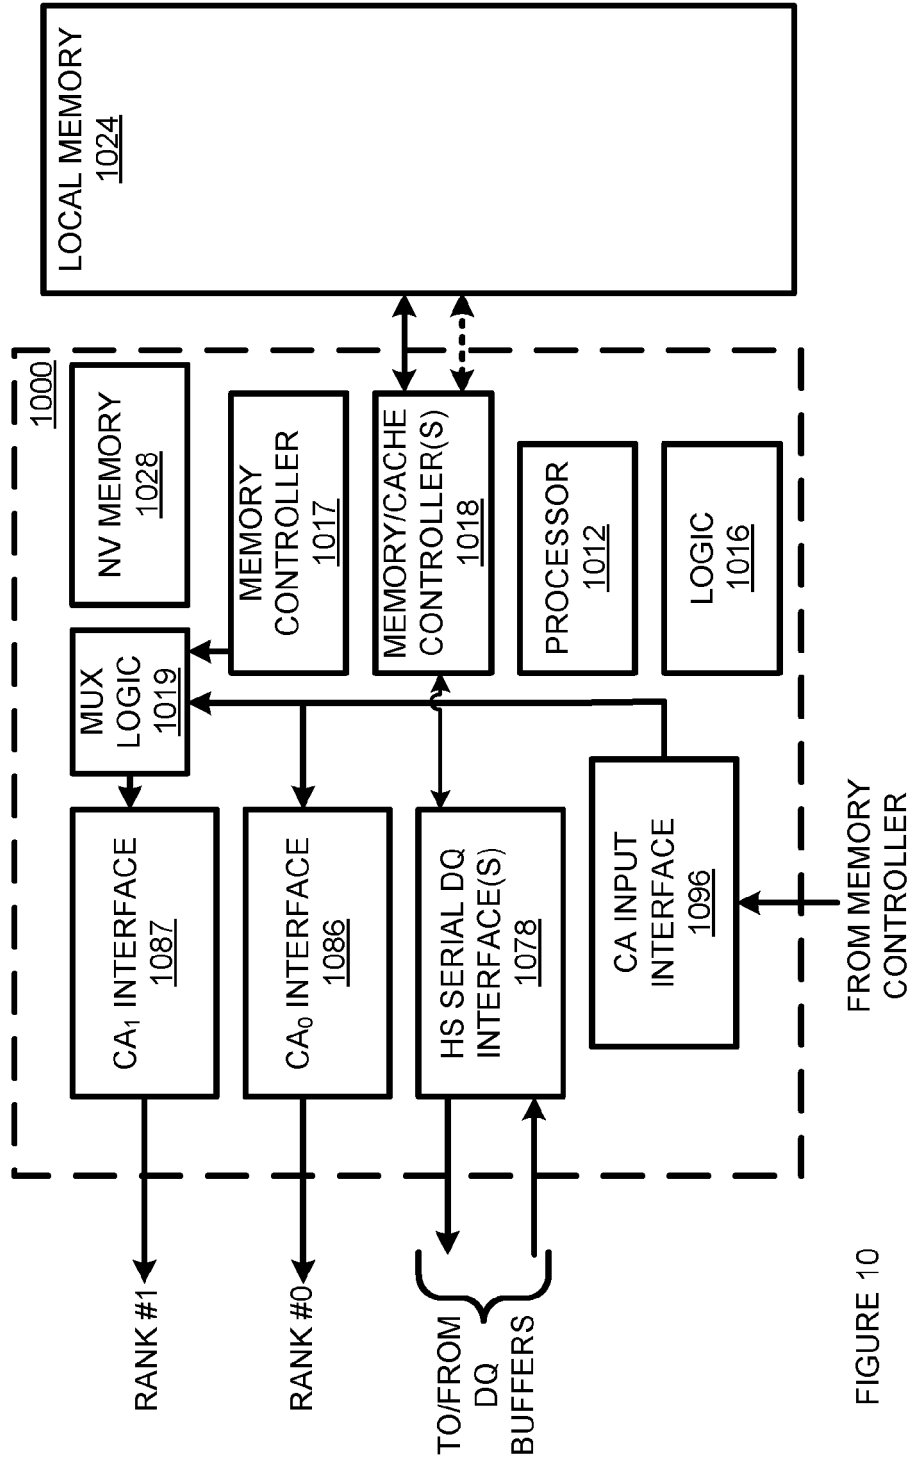 1000
LOCAL MEMORY
1024
NV MEMORY
1028
MUX
LOGIC
1019
CA1 INTERFACE
1087
RANK #1
MEMORY
CONTROLLER
1017
CA0 INTERFACE
1086
RANK #0
MEMORY/CACHE
CONTROLLER(S)
1018
HS SERIAL DQ
INTERFACE(S)
1078
TO/FROM
DQ
BUFFERS
PROCESSOR
1012
CA INPUT
INTERFACE
1096
LOGIC
1016
FROM MEMORY
CONTROLLER
FIGURE 10